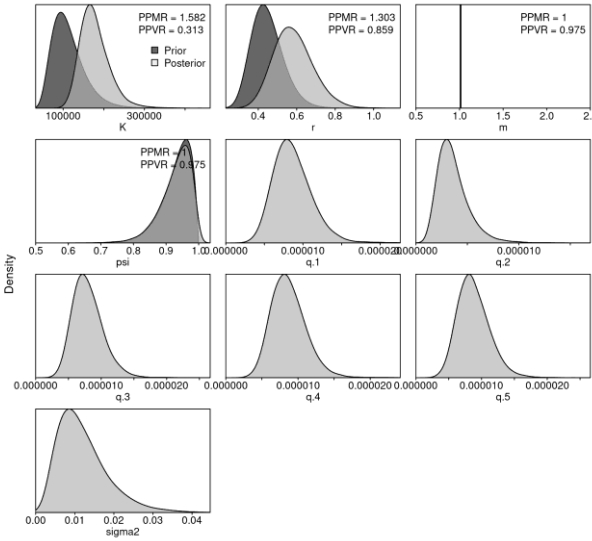 PPMR = 1.582
PPVR = 0.313
Prior
Posterior
100000 300000
K
PPMR = 1.303
PPVR = 0.859
0.4 0.6 0.8 1.0
r
PPMR = 1
PPVR = 0.975
0.5 1.0 1.5 2.0 2.
m
PPMR = 1
PPVR = 0.975
0.5 0.6 0.7 0.8 0.9 1.0
psi
0.000000 0.000010
q.1
0.000010
q.2
Density
0.000000 0.000010 0.000020
q.3
0.000000 0.000010 0.000020
q.4
0.000000 0.000010 0.000020
q.5
0.00 0.01 0.02 0.03 0.04
sigma2